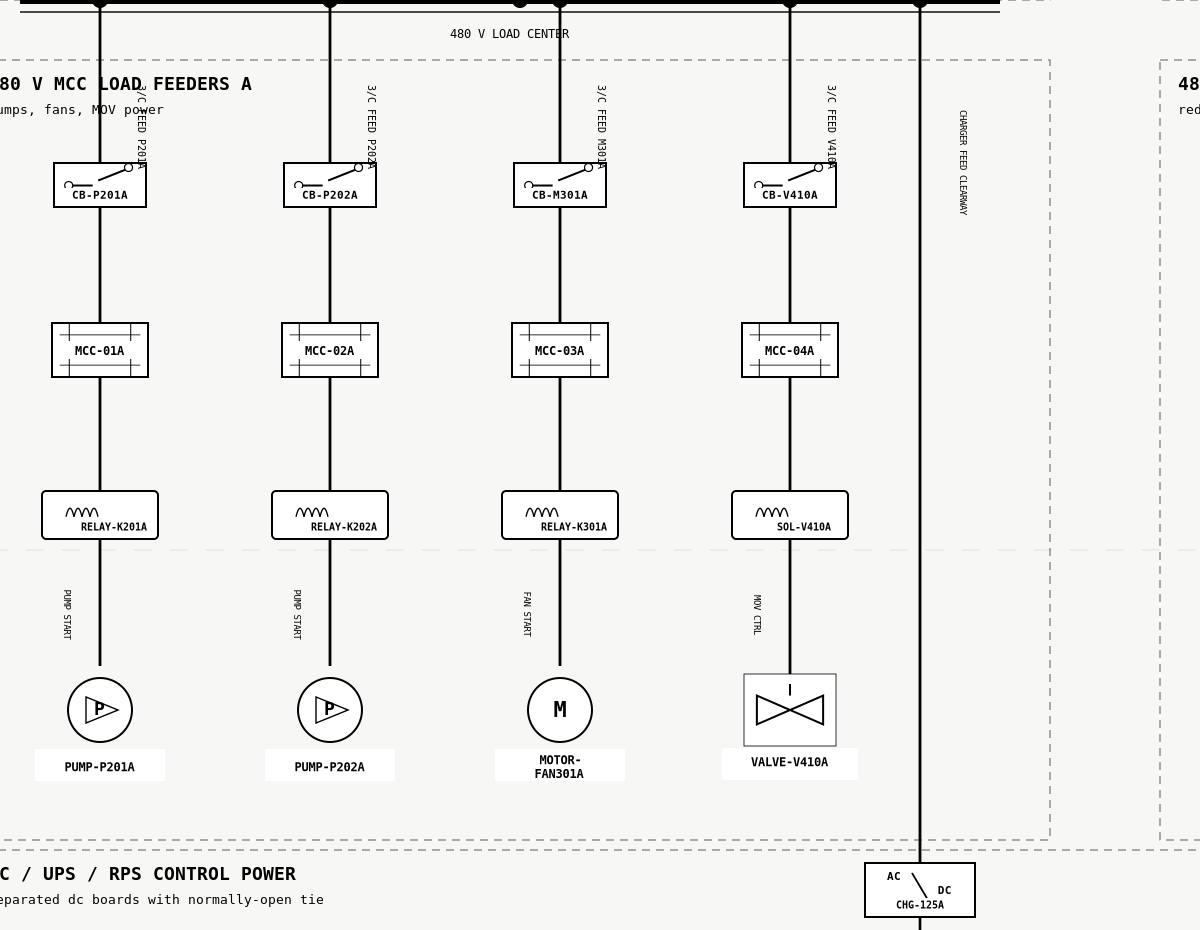 480 V LOAD CENTER
80 V MCC LOAD FEEDERS A
48
umps, fans, MOV power
red
3/C FEED P201A
3/C FEED P202A
3/C FEED M301A
3/C FEED V410A
CHARGER FEED CLEARWAY
CB-P201A
CB-P202A
CB-M301A
CB-V410A
MCC-01A
MCC-02A
MCC-03A
MCC-04A
RELAY-K201A
RELAY-K202A
RELAY-K301A
SOL-V410A
PUMP START
PUMP START
FAN START
MOV CTRL
P
P
M
PUMP-P201A
PUMP-P202A
MOTOR-
FAN301A
VALVE-V410A
C / UPS / RPS CONTROL POWER
eparated dc boards with normally-open tie
AC
DC
CHG-125A